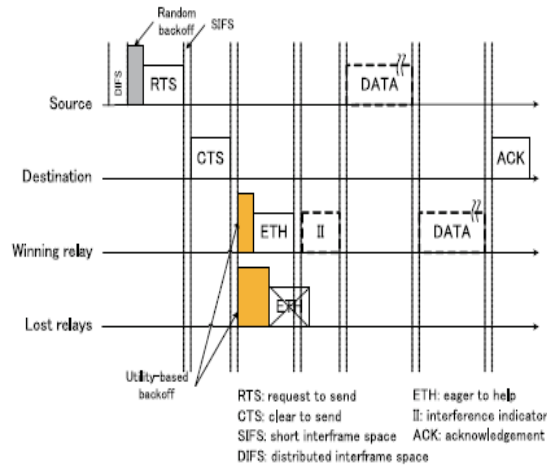 Random
backoff
SIFS
DIFS
RTS
DATA
Source
CTS
ACK
Destination
ETH
II
DATA
Winning relay
ETH
Lost relays
Utility-based
backoff
RTS: request to send
ETH: eager to help
CTS: clear to send
II: interference indicator
SIFS: short interframe space
ACK: acknowledgement
DIFS: distributed interframe space